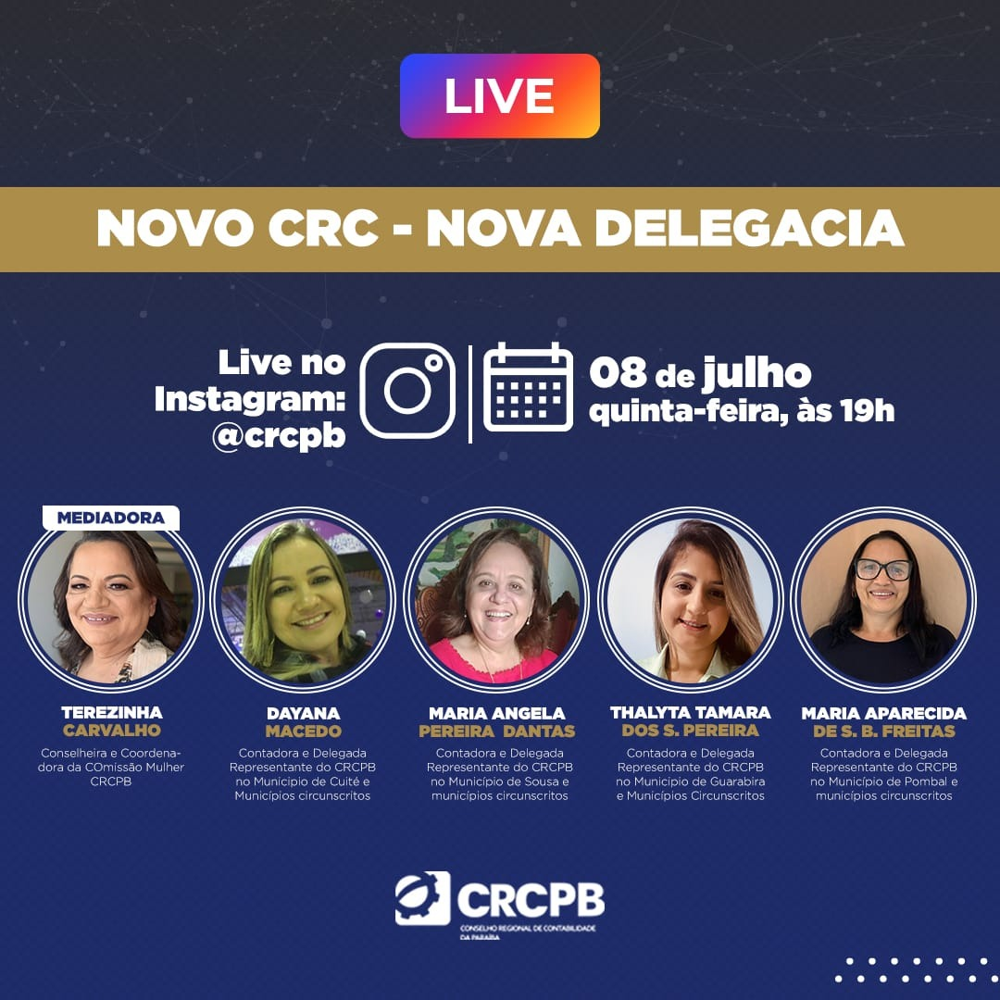 LIVE
NOVO CRC - NOVA DELEGACIA
Live no
Instagram:
@crcpb
08 de julho
quinta-feira, às 19h
MEDIADORA
TEREZINHA
CARVALHO
Conselheira e Coordena-
dora da COmissão Mulher
CRCPB
DAYANA
MACEDO
Contadora e Delegada
Representante do CRCPB
no Municipio de Cuité e
Municípios circunscritos
MARIA ANGELA
PEREIRA DANTAS
Contadora e Delegada
Representante do CRCPB
no Município de Sousa e
municípios circunscritos
THALYTA TAMARA
DOS S. PEREIRA
Contadora e Delegada
Representante do CRCPB
no Municipio de Guarabira
e Municípios Circunscritos
MARIA APARECIDA
DE S. B. FREITAS
Contadora e Delegada
Representante do CRCPB
no Município de Pombal e
municípios circunscritos
CRCPB
CONSELHO REGIONAL DE CONTABILIDADE
DA PARAÍBA